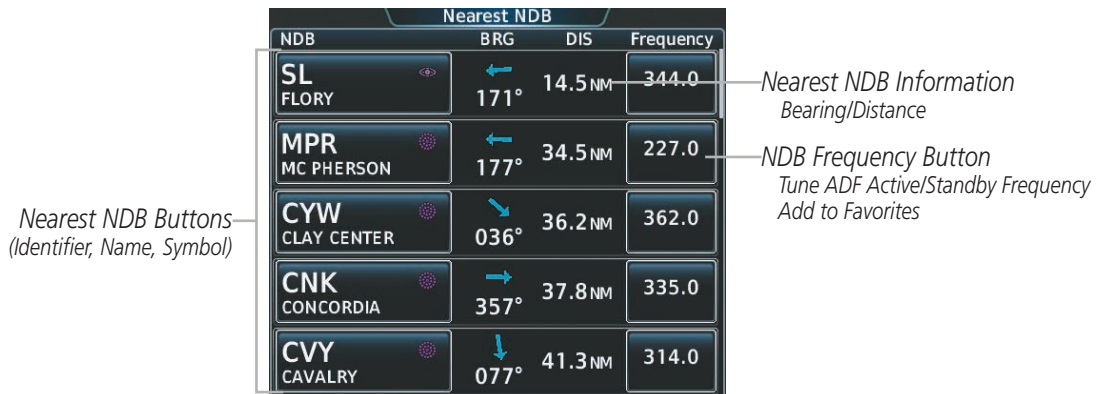 Nearest NDB
NDB BRG DIS Frequency
SL
FLORY
171°
14.5NM
344.0
MPR
MC PHERSON
177°
34.5NM
227.0
CYW
CLAY CENTER
036°
36.2NM
362.0
CNK
CONCORDIA
357°
37.8NM
335.0
CVY
CAVALRY
077°
41.3NM
314.0
Nearest NDB Buttons
(Identifier, Name, Symbol)
Nearest NDB Information
Bearing/Distance
NDB Frequency Button
Tune ADF Active/Standby Frequency
Add to Favorites